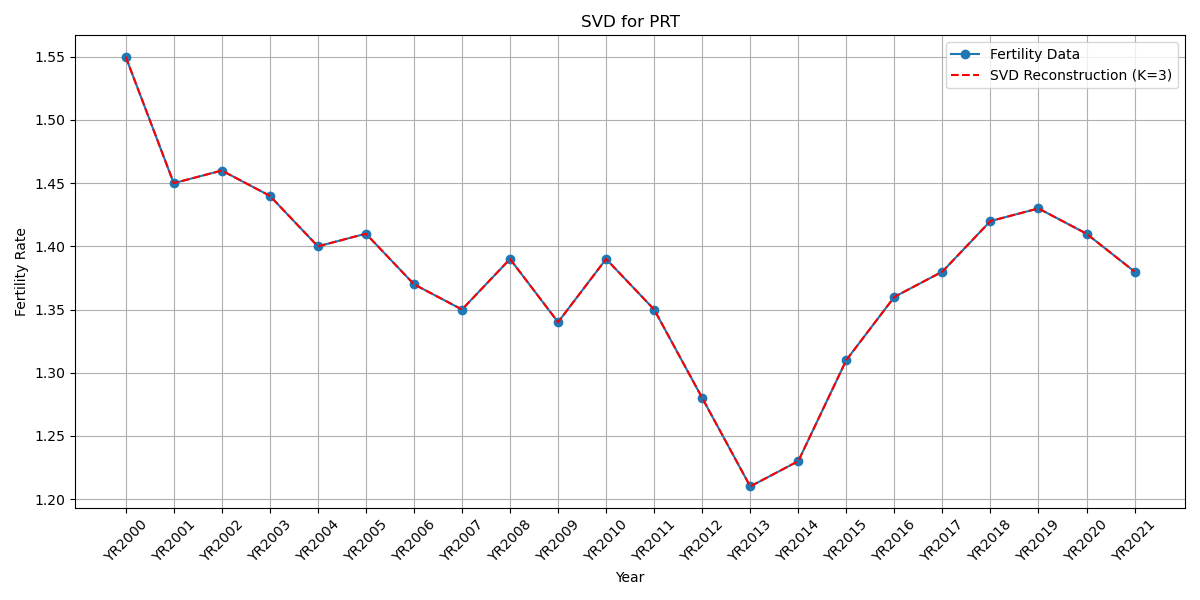 SVD for PRT
Fertility Data
SVD Reconstruction (K=3)
Fertility Rate
1.55
1.50
1.45
1.40
1.35
1.30
1.25
1.20
YR2000
YR2001
YR2002
YR2003
YR2004
YR2005
YR2006
YR2007
YR2008
YR2009
YR2010
YR2011
YR2012
YR2013
YR2014
YR2015
YR2016
YR2017
YR2018
YR2019
YR2020
YR2021
Year